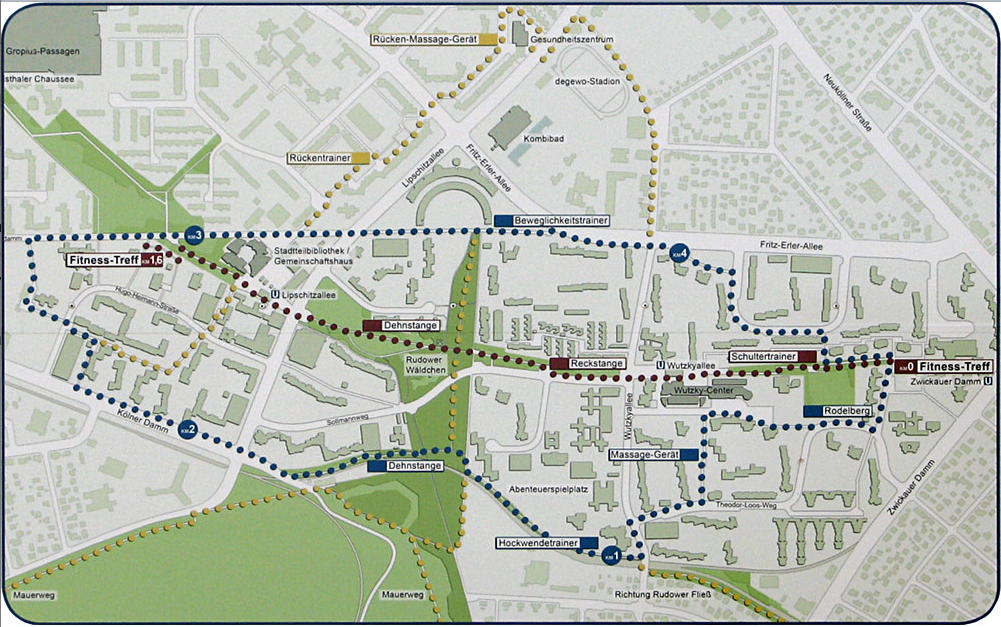 Rücken-Massage-Gerät
Gesundheitszentrum
Gropius-Passagen
sthaler Chaussee
degewo-Stadion
Neuköllner Straße
Kombibad
Rückentrainer
Lipschitzallee
Fritz-Erler-Allee
Beweglichkeitstrainer
damm
KM 3
Fritz-Erler-Allee
KM 4
Stadtteilbibliothek /
Gemeinschaftshaus
Fitness-Treff KM 1,6
Hugo-Heimann-Straße
U Lipschitzallee
Dehnstange
Rudower
Wäldchen
Reckstange
Schultertrainer
U Wutzkyallee
KM 0 Fitness-Treff
Zwickauer Damm U
Wutzky-Center
Kölner Damm
KM 2
Sollmannweg
Wutzkyallee
Rodelberg
Massage-Gerät
Dehnstange
Abenteuerspielplatz
Zwickauer Damm
Theodor-Loos-Weg
Hockwendetrainer
KM 1
Mauerweg
Mauerweg
Richtung Rudower Fließ